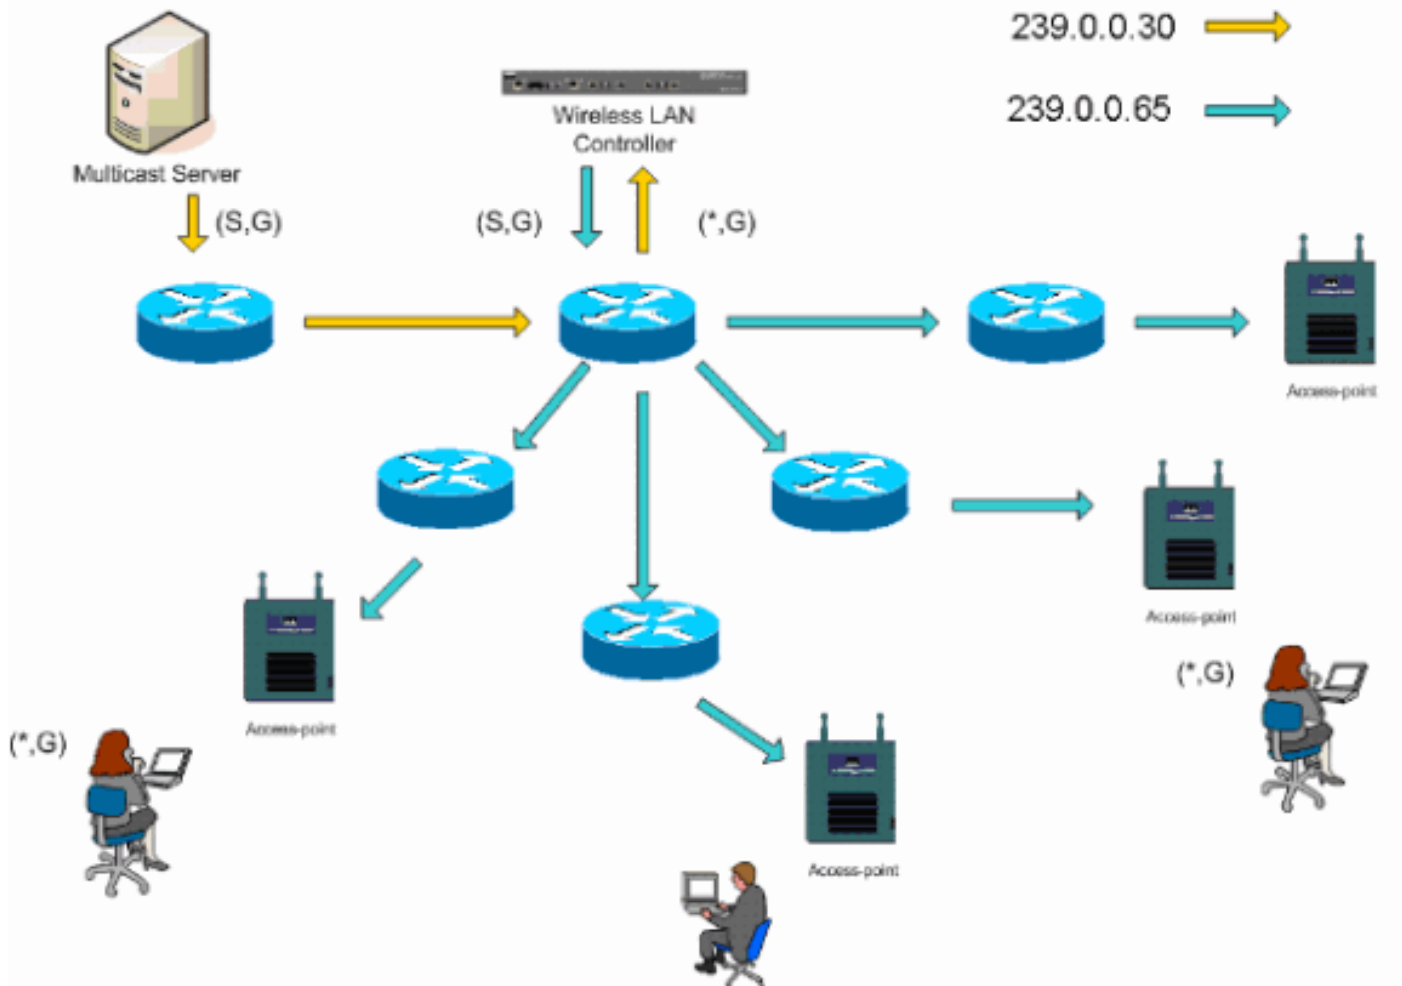 239.0.0.30
239.0.0.65
Multicast Server
Wireless LAN
Controller
(S,G)
(S,G)
(*,G)
Access-point
Access-point
(*,G)
Access-point
(*,G)
Access-point